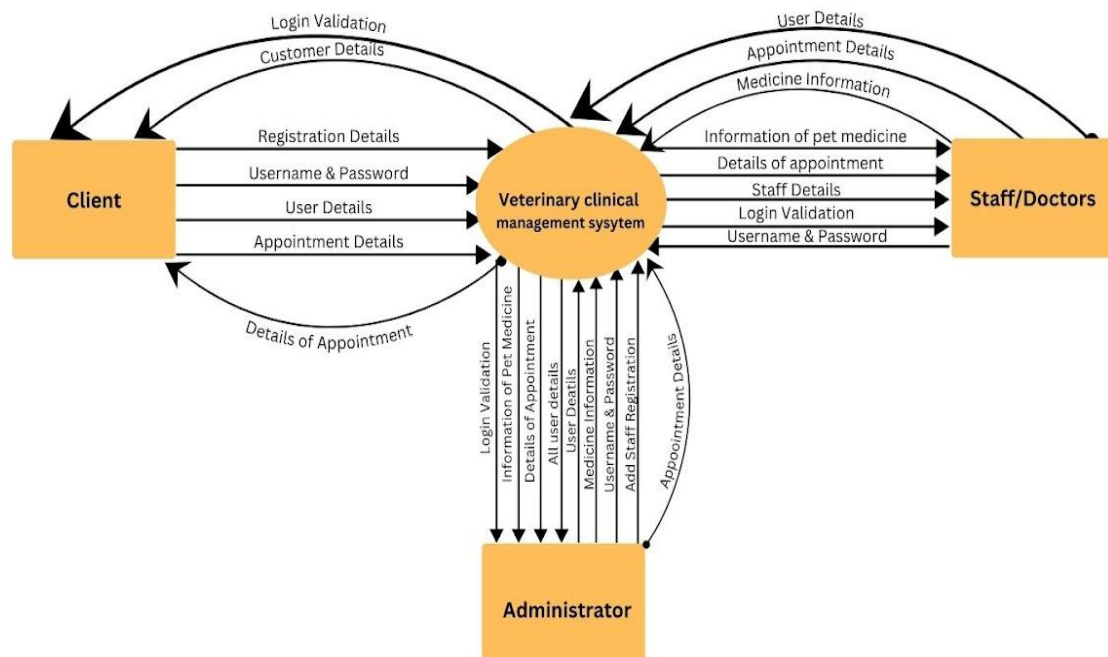 Login Validation
Customer Details
User Details
Appointment Details
Medicine Information
Registration Details
Username & Password
User Details
Appointment Details
Details of Appointment
Client
Veterinary clinical
management sysytem
Information of pet medicine
Details of appointment
Staff Details
Login Validation
Username & Password
Staff/Doctors
Login Validation
Information of Pet Medicine
Details of Appointment
All user details
User Deatils
Medicine Information
Username & Password
Add Staff Registration
Appoointment Details
Administrator